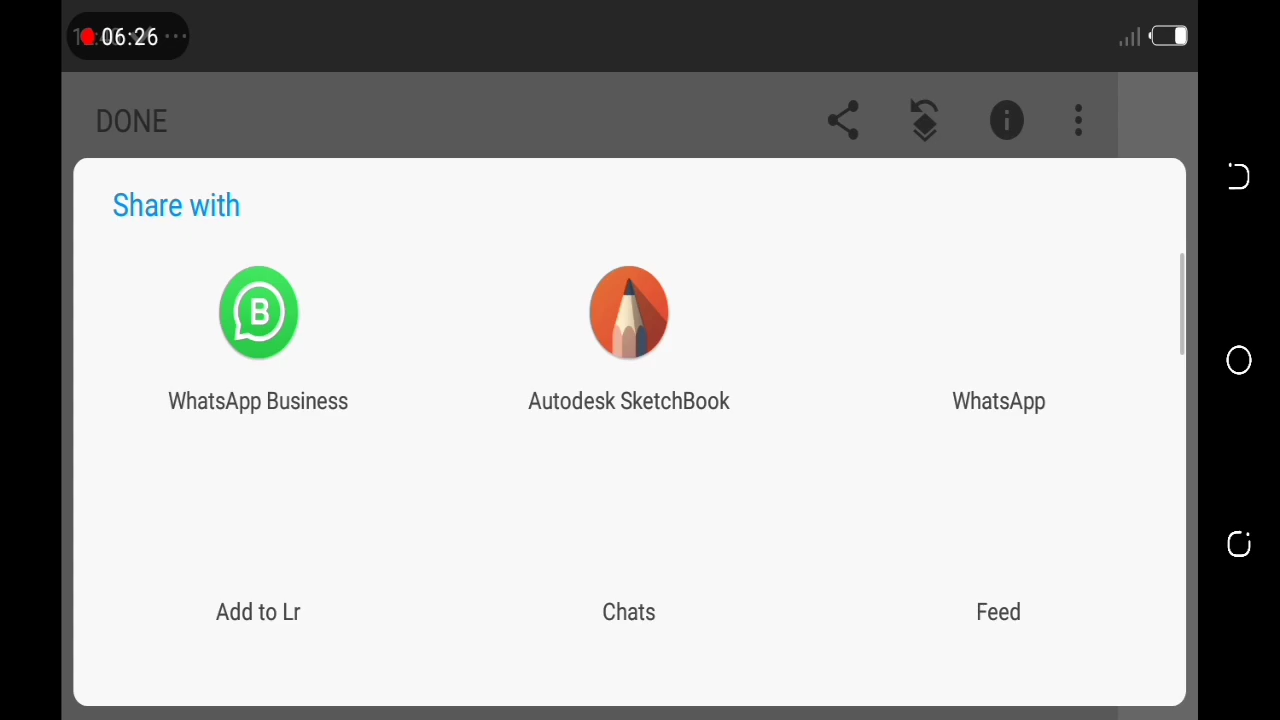 06:26
DONE
Share with
B
WhatsApp Business
Autodesk SketchBook
WhatsApp
Add to Lr
Chats
Feed